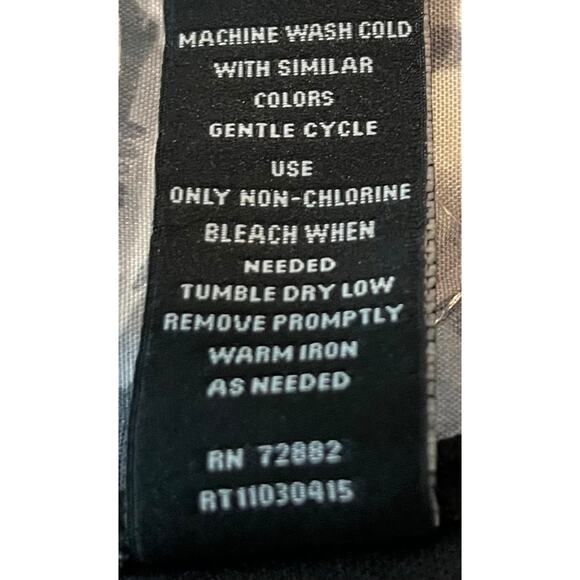 MACHINE WASH COLD
WITH SIMILAR
COLORS
GENTLE CYCLE
USE
ONLY NON-CHLORINE
BLEACH WHEN
NEEDED
TUMBLE DRY LOW
REMOVE PROMPTLY
WARM IRON
AS NEEDED
RN 72882
RT11030415